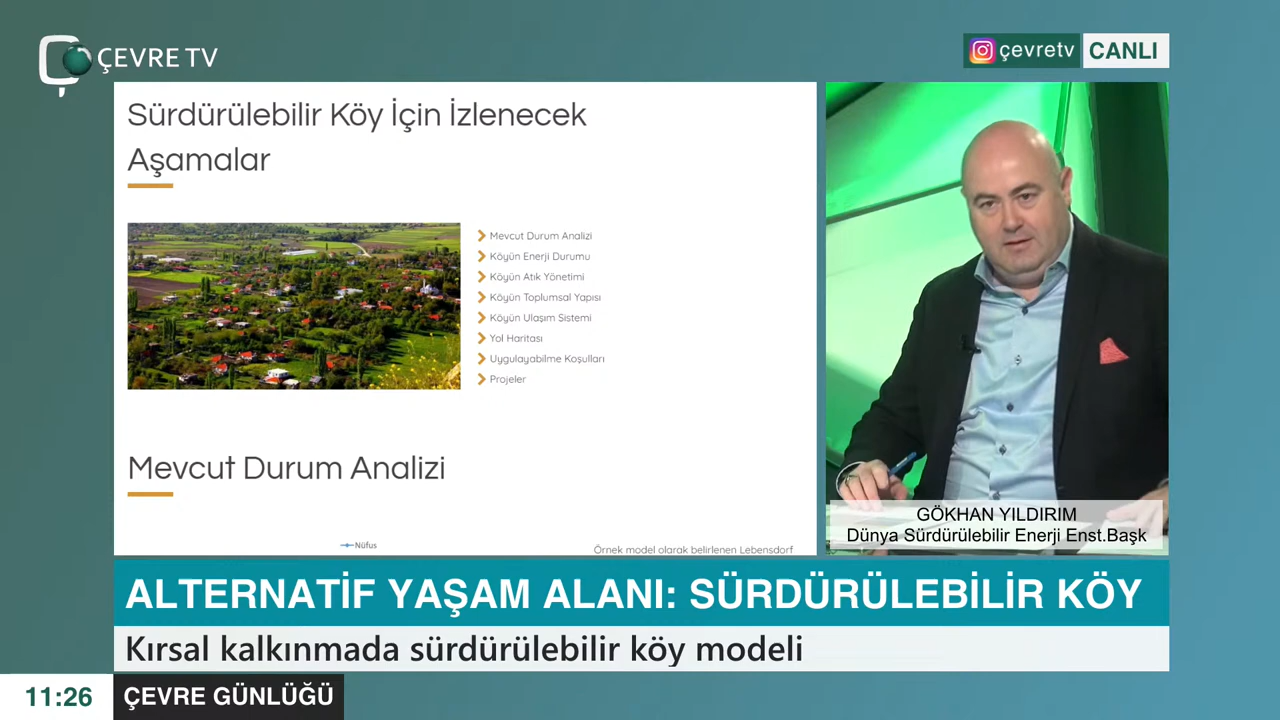 ÇEVRE TV
çevretv
CANLI
Sürdürülebilir Köy İçin İzlenecek
Aşamalar
Mevcut Durum Analizi
Köyün Enerji Durumu
Köyün Atık Yönetimi
Köyün Toplumsal Yapısı
Köyün Ulaşım Sistemi
Yol Haritası
Uygulayabilme Koşulları
Projeler
Mevcut Durum Analizi
Nüfus
Örnek model olarak belirlenen Lebensdorf
GÖKHAN YILDIRIM
Dünya Sürdürülebilir Enerji Enst.Başk
ALTERNATİF YAŞAM ALANI: SÜRDÜRÜLEBİLİR KÖY
Kırsal kalkınmada sürdürülebilir köy modeli
11:26
ÇEVRE GÜNLÜĞÜ